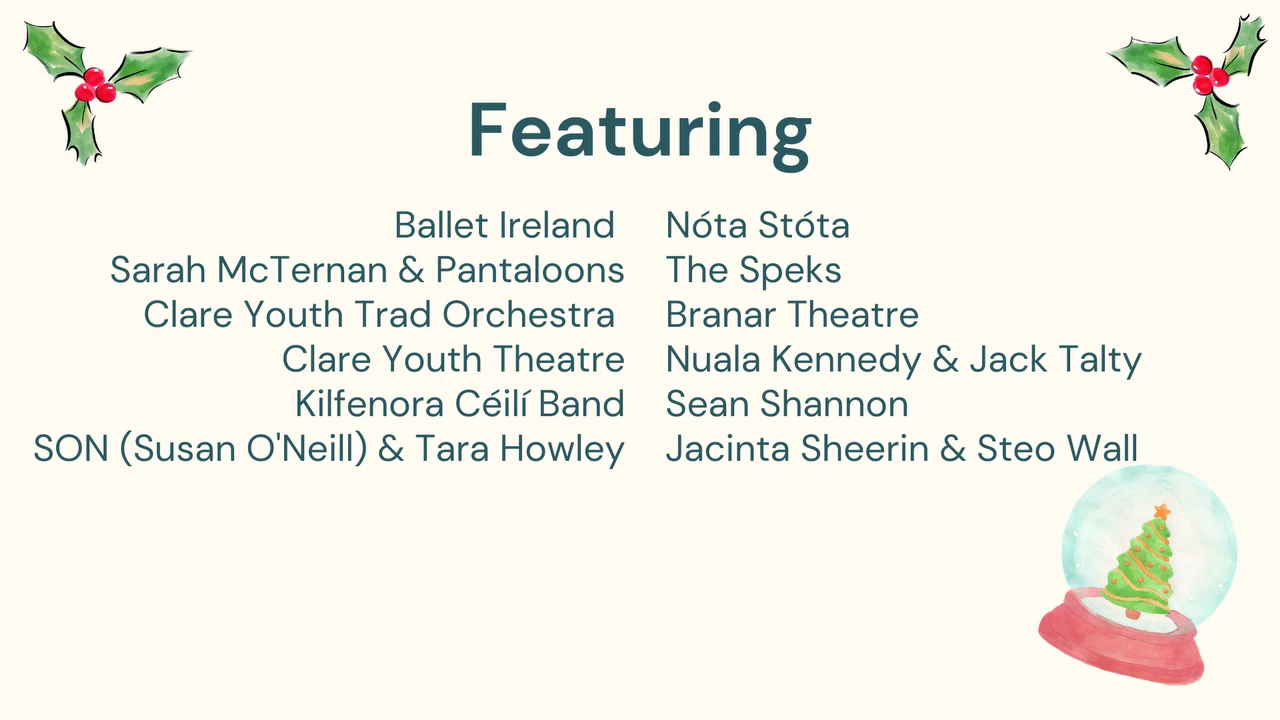 Featuring
Ballet Ireland
Sarah McTernan & Pantaloons
Clare Youth Trad Orchestra
Clare Youth Theatre
Kilfenora Céilí Band
SON (Susan O'Neill) & Tara Howley
Nóta Stóta
The Speks
Branar Theatre
Nuala Kennedy & Jack Talty
Sean Shannon
Jacinta Sheerin & Steo Wall